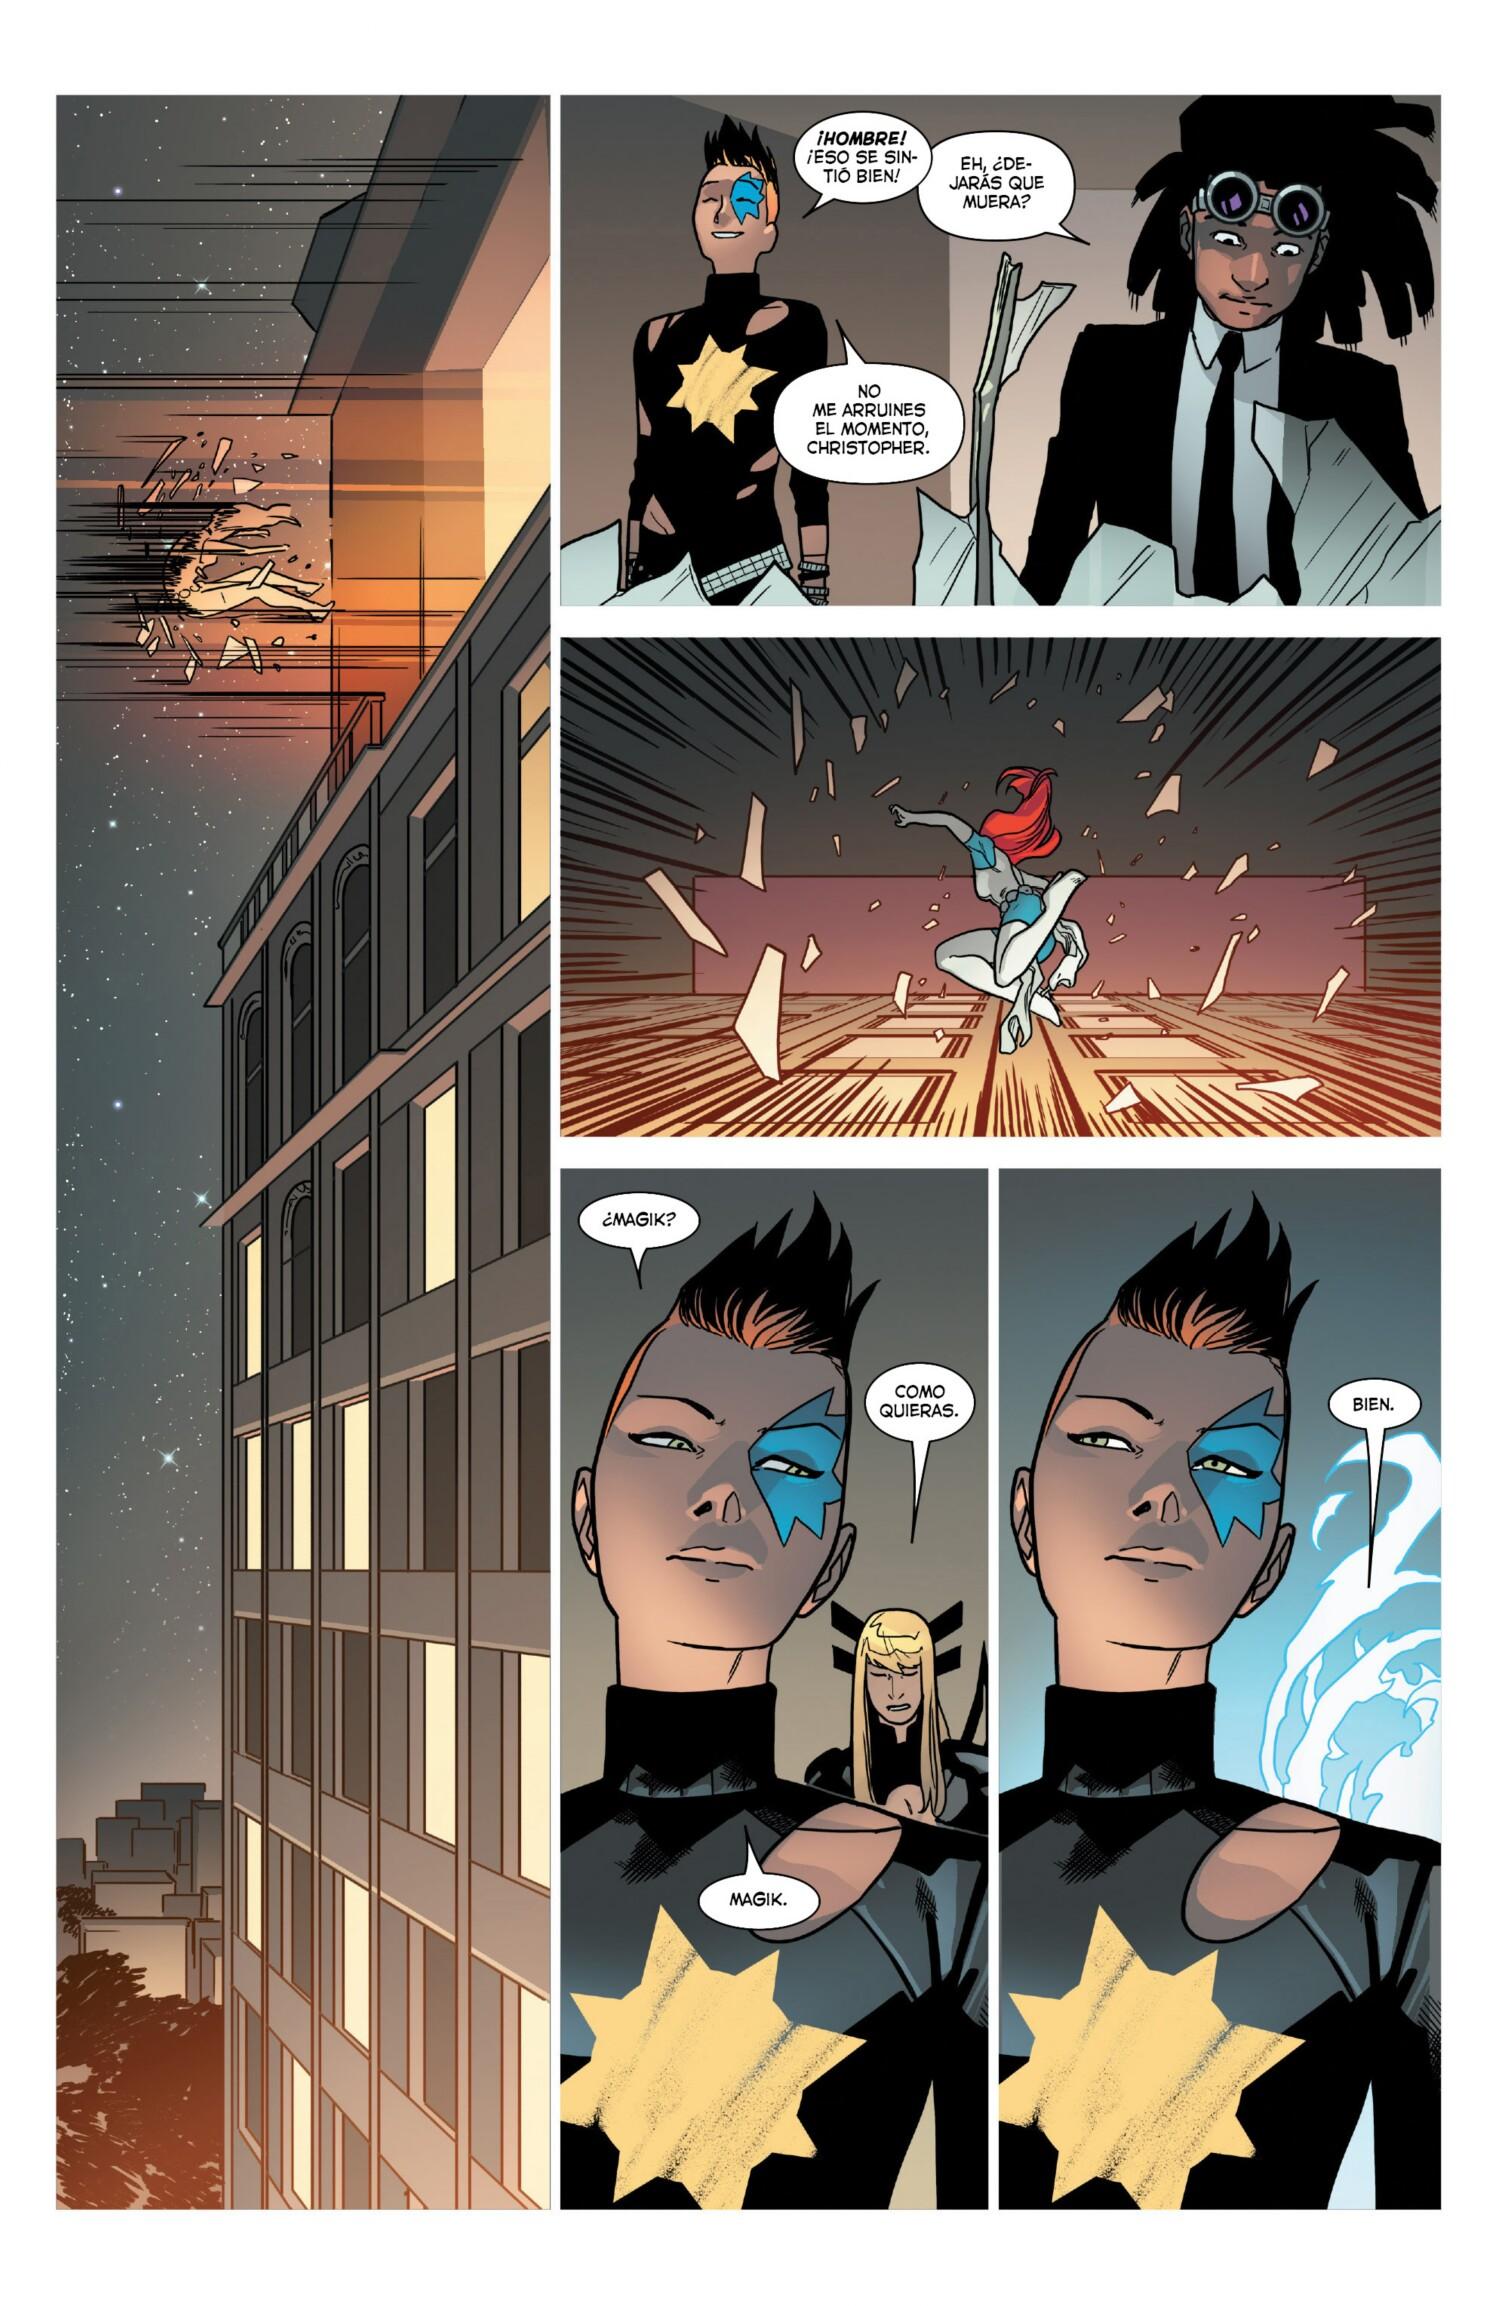 ¡HOMBRE!
¡ESO SE SIN-
TIÓ BIEN!
EH, ¿DE-
JARÁS QUE
MUERA?
NO
ME ARRUINES
EL MOMENTO,
CHRISTOPHER.
¿MAGIK?
COMO
QUIERAS.
MAGIK.
BIEN.